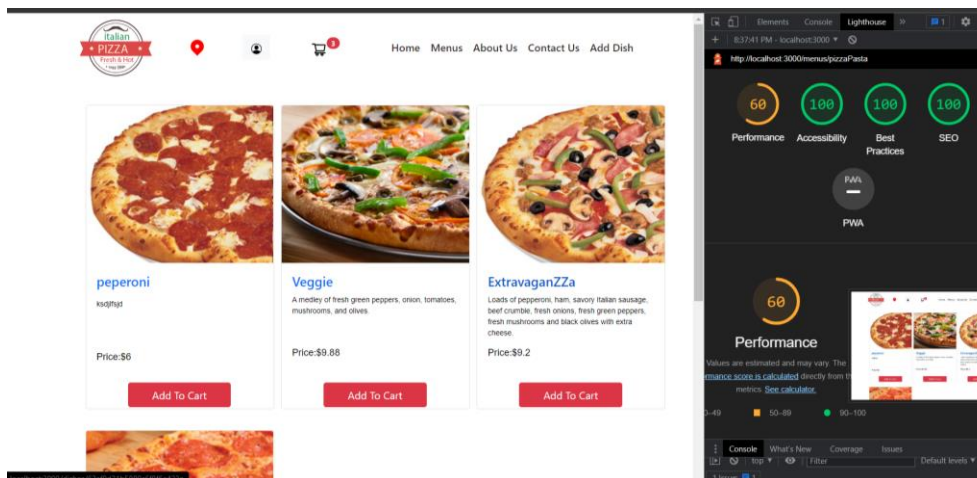 italian
PIZZA
Fresh & Hot
3
Home Menus About Us Contact Us Add Dish
peperoni
ksdjlfsjd
Price:$6
Add To Cart
Veggie
A medley of fresh green peppers, onion, tomatoes,
mushrooms, and olives.
Price:$9.88
Add To Cart
ExtravaganZZa
Loads of pepperoni, ham, savory Italian sausage,
beef crumble, fresh onions, fresh green peppers,
fresh mushrooms and black olives with extra
cheese.
Price:$9.2
Add To Cart
Elements Console Lighthouse » 1
+ 8:37:41 PM - localhost:3000
http://localhost:3000/menus/pizzaPasta
60 100 100 100
Performance Accessibility Best Practices SEO
PWA
PWA
60
Performance
Values are estimated and may vary. The
rmance score is calculated directly from th
metrics. See calculator.
0–49 50–89 90–100
Console What's New Coverage Issues
top Filter Default levels
1 Issues: 1